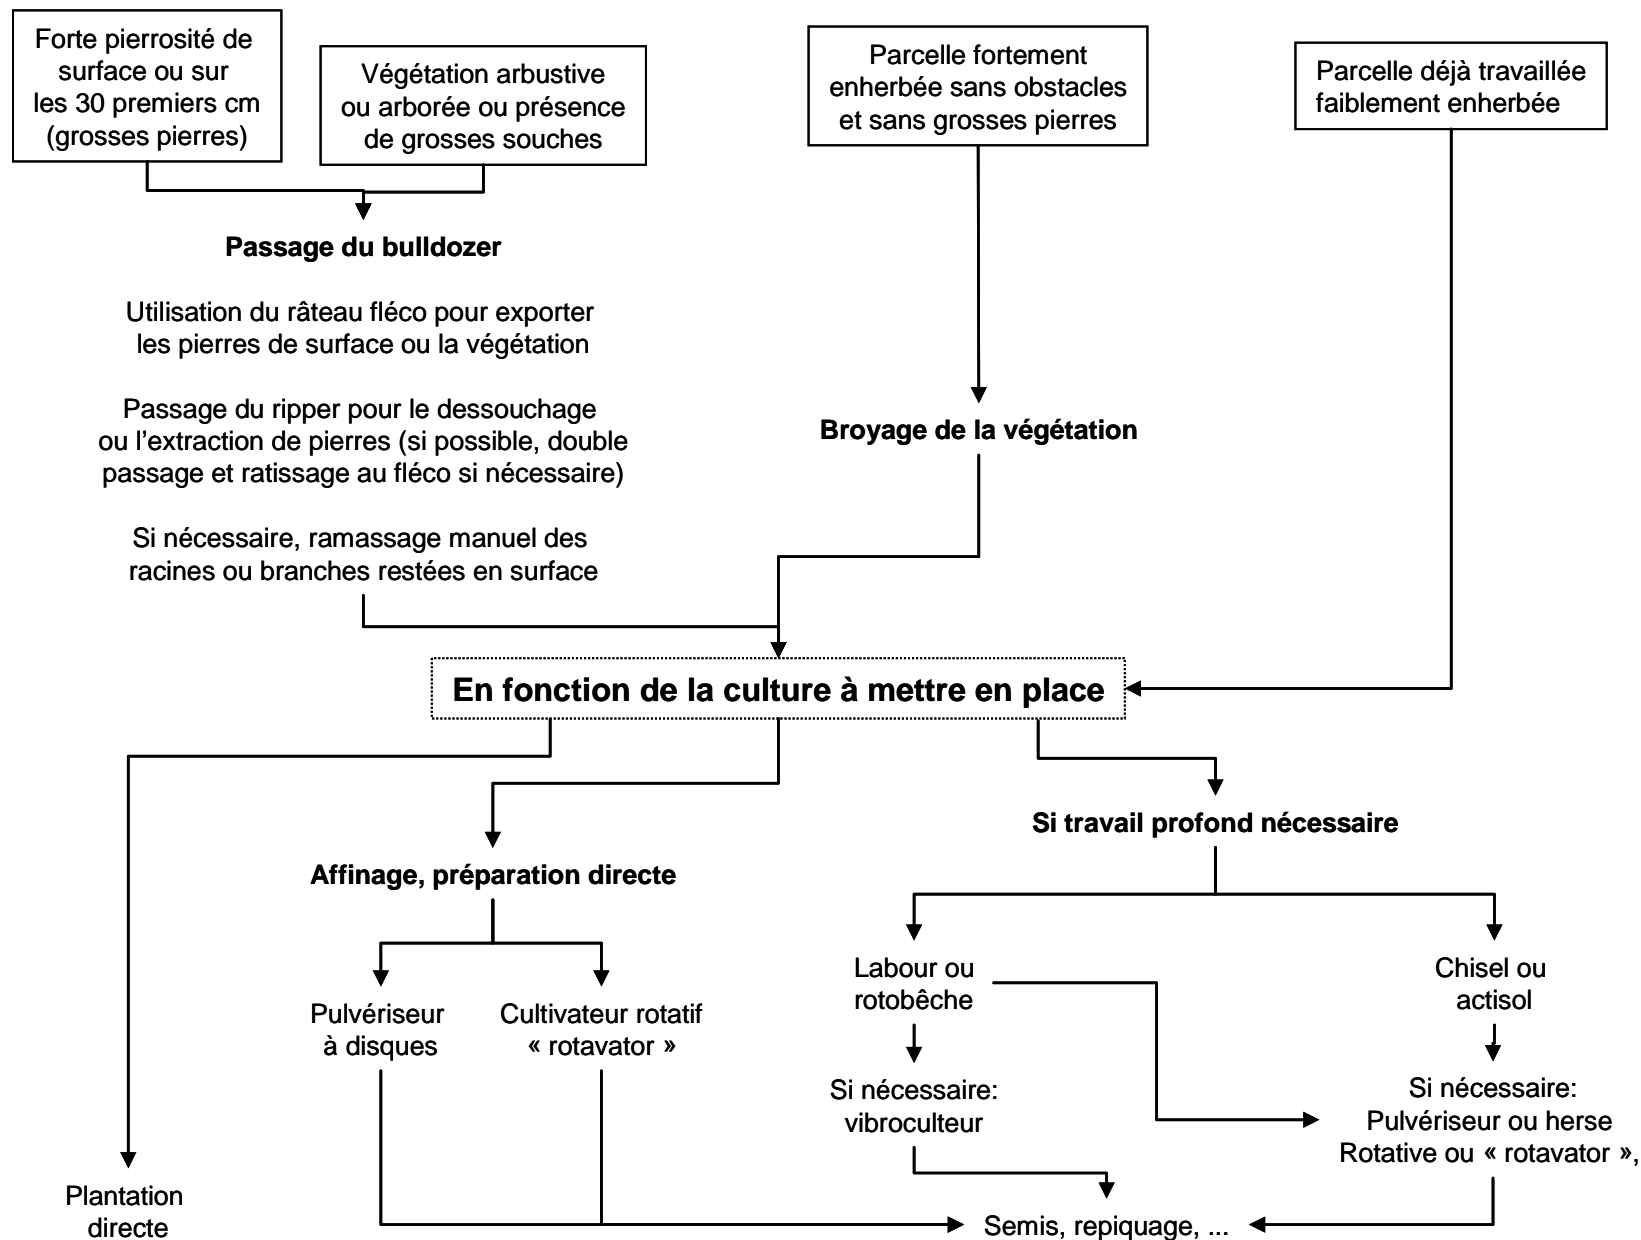 Forte pierrosité de
surface ou sur
les 30 premiers cm
(grosses pierres)
Végétation arbustive
ou arborée ou présence
de grosses souches
Parcelle fortement
enherbée sans obstacles
et sans grosses pierres
Parcelle déjà travaillée
faiblement enherbée
Passage du bulldozer
Utilisation du râteau fléco pour exporter
les pierres de surface ou la végétation
Passage du ripper pour le dessouchage
ou l’extraction de pierres (si possible, double
passage et ratissage au fléco si nécessaire)
Si nécessaire, ramassage manuel des
racines ou branches restées en surface
Broyage de la végétation
En fonction de la culture à mettre en place
Si travail profond nécessaire
Affinage, préparation directe
Pulvériseur
à disques
Cultivateur rotatif
« rotavator »
Labour ou
rotobêche
Chisel ou
actisol
Si nécessaire:
vibroculteur
Si nécessaire:
Pulvériseur ou herse
Rotative ou « rotavator »,
Plantation
directe
Semis, repiquage, ...